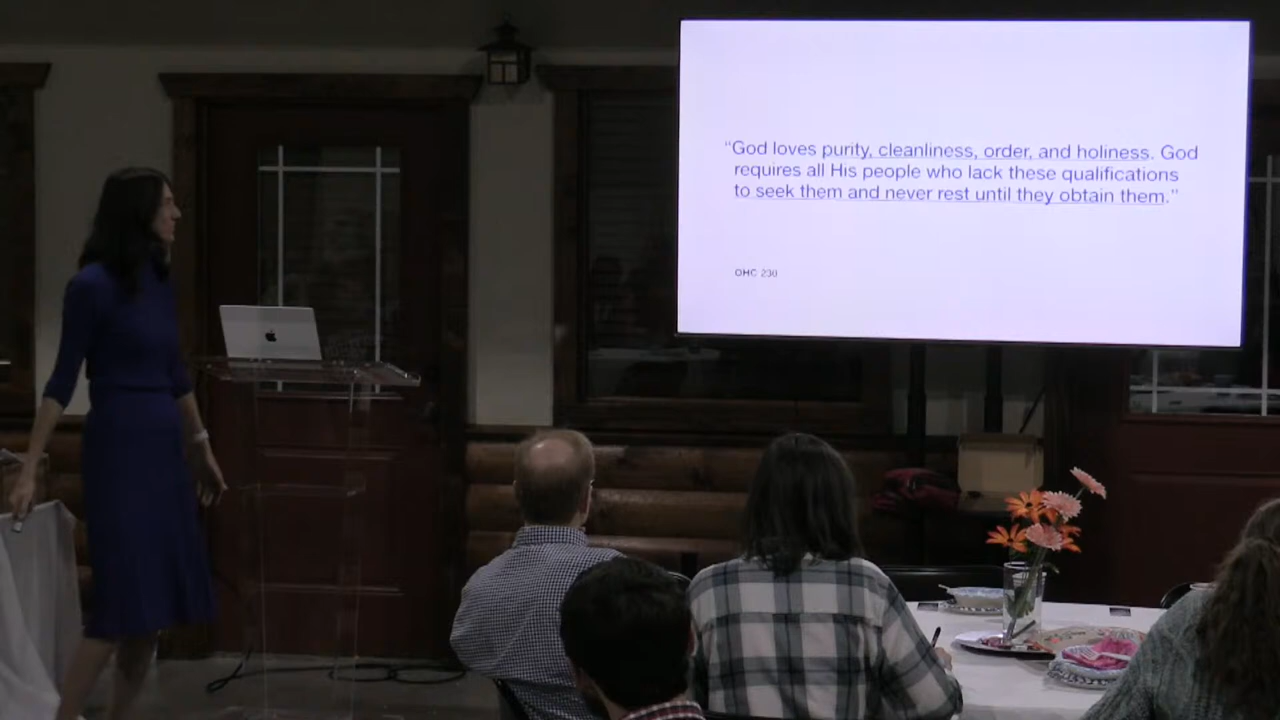 “God loves purity, cleanliness, order, and holiness. God
requires all His people who lack these qualifications
to seek them and never rest until they obtain them.”
OHC 230